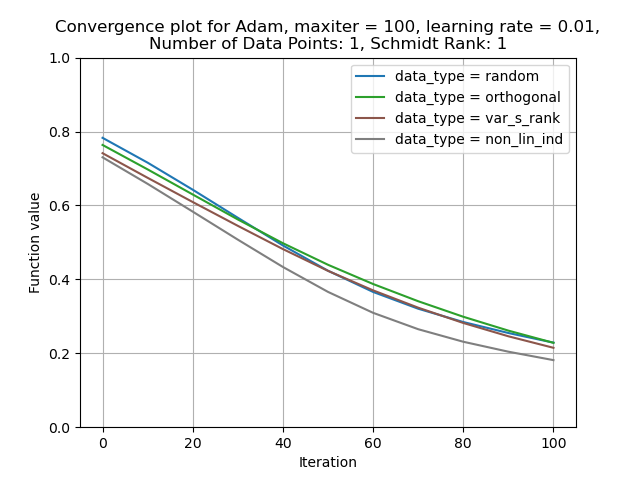 Convergence plot for Adam, maxiter = 100, learning rate = 0.01,
Number of Data Points: 1, Schmidt Rank: 1
data_type = random
data_type = orthogonal
data_type = var_s_rank
data_type = non_lin_ind
Function value
1.0
0.8
0.6
0.4
0.2
0.0
0 20 40 60 80 100
Iteration